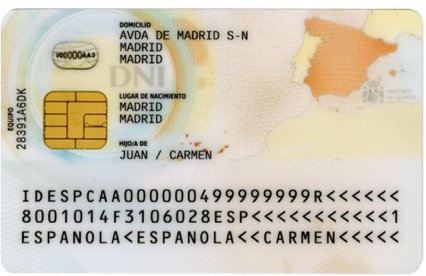 DOMICILIO
AVDA DE MADRID S-N
MADRID
MADRID
DNI
LUGAR DE NACIMIENTO
MADRID
MADRID
HIJO/A DE
JUAN / CARMEN
EQUIPO
28391A6DK
IDESPCAA000000499999999R<<<<<<
8001014F3106028ESP<<<<<<<<<<<1
ESPANOLA<ESPANOLA<<CARMEN<<<<<